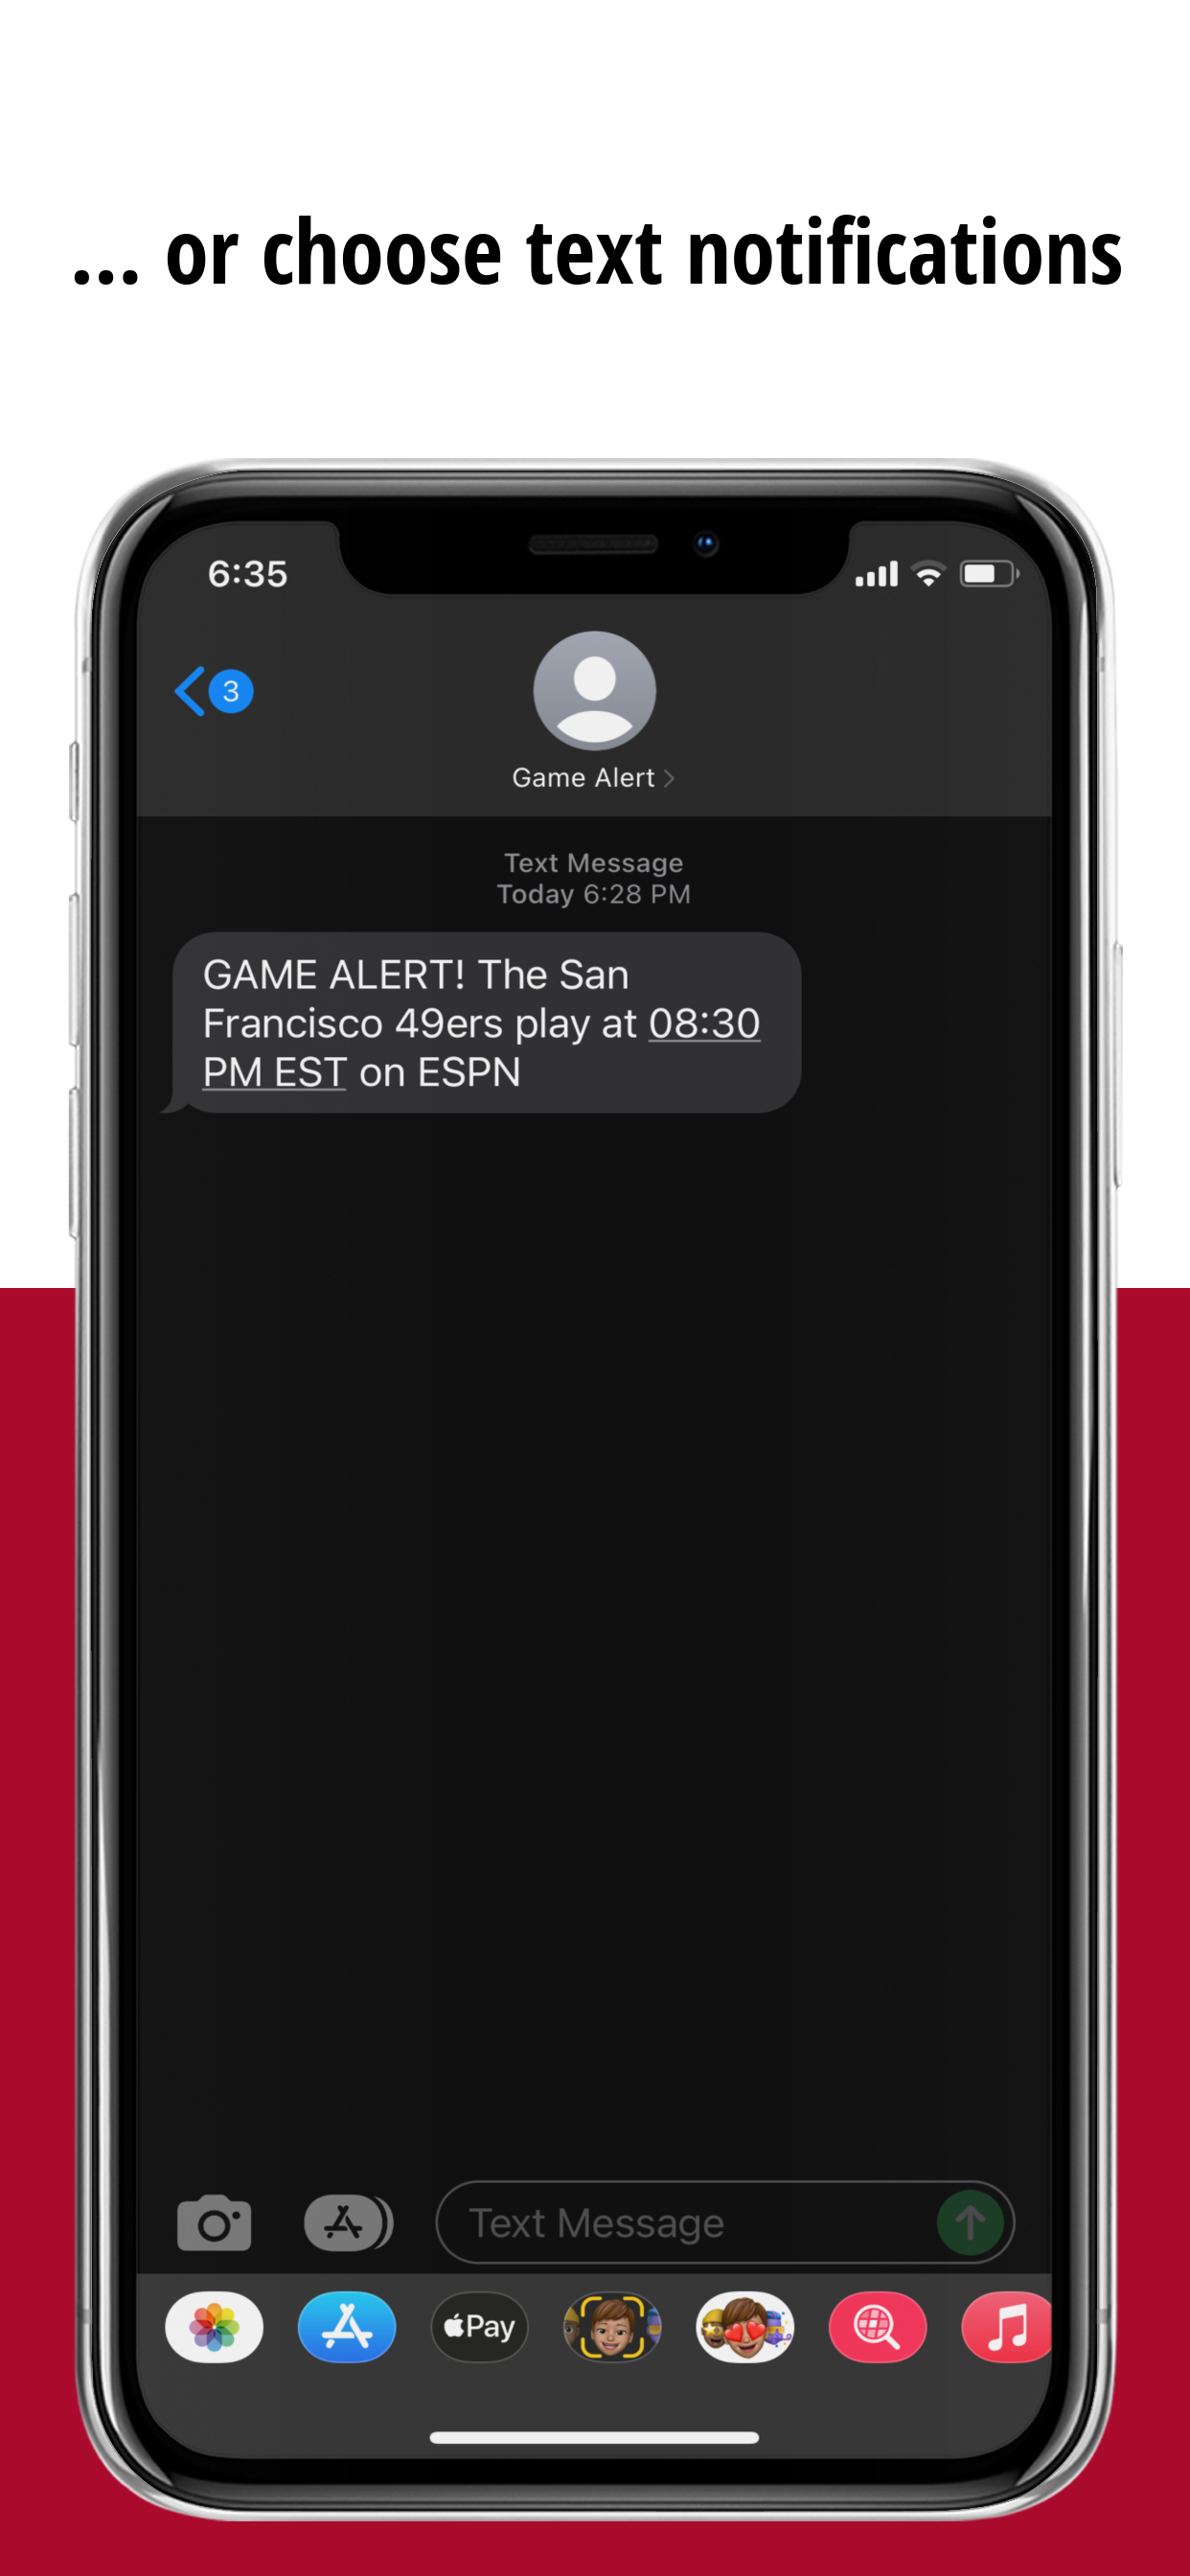 ... or choose text notifications
6:35
3
Game Alert
Text Message
Today 6:28 PM
GAME ALERT! The San
Francisco 49ers play at 08:30
PM EST on ESPN
Text Message
Pay